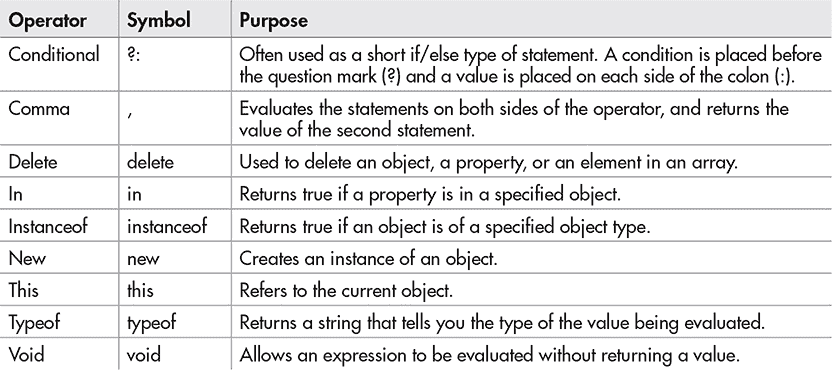 Operator Symbol Purpose
Conditional ?: Often used as a short if/else type of statement. A condition is placed before
the question mark (?) and a value is placed on each side of the colon (:).
Comma , Evaluates the statements on both sides of the operator, and returns the
value of the second statement.
Delete delete Used to delete an object, a property, or an element in an array.
In in Returns true if a property is in a specified object.
Instanceof instanceof Returns true if an object is of a specified object type.
New new Creates an instance of an object.
This this Refers to the current object.
Typeof typeof Returns a string that tells you the type of the value being evaluated.
Void void Allows an expression to be evaluated without returning a value.